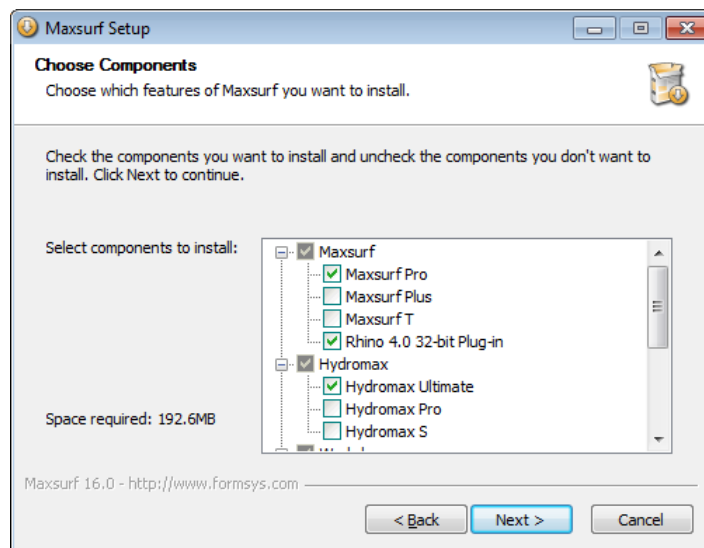 Maxsurf Setup
Choose Components
Choose which features of Maxsurf you want to install.
Check the components you want to install and uncheck the components you don't want to
install. Click Next to continue.
Select components to install:
Maxsurf
Maxsurf Pro
Maxsurf Plus
Maxsurf T
Rhino 4.0 32-bit Plug-in
Hydromax
Hydromax Ultimate
Hydromax Pro
Hydromax S
Space required: 192.6MB
Maxsurf 16.0 - http://www.formsys.com
< Back
Next >
Cancel